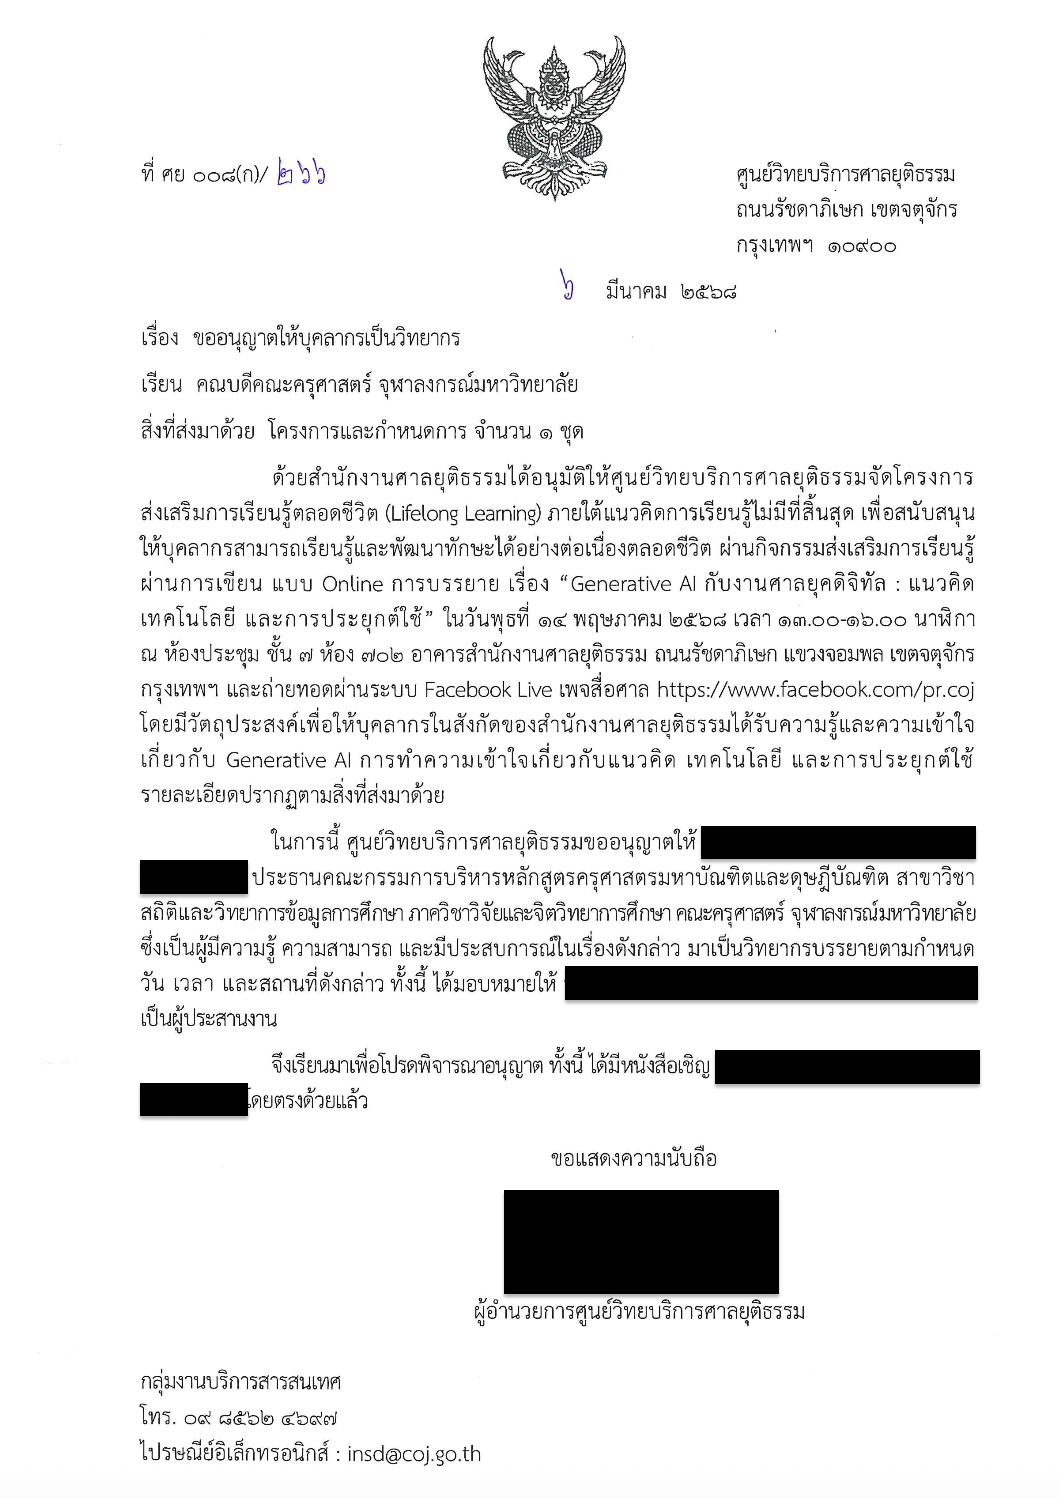 ที่ ศย ๐๐๘(ก)/ ๒๖๖
ศูนย์วิทยบริการศาลยุติธรรม
ถนนรัชดาภิเษก เขตจตุจักร
กรุงเทพฯ ๑๐๙๐๐
๖ มีนาคม ๒๕๖๘
เรื่อง ขออนุญาตให้บุคลากรเป็นวิทยากร
เรียน คณบดีคณะครุศาสตร์ จุฬาลงกรณ์มหาวิทยาลัย
สิ่งที่ส่งมาด้วย โครงการและกำหนดการ จำนวน ๑ ชุด
ด้วยสำนักงานศาลยุติธรรมได้อนุมัติให้ศูนย์วิทยบริการศาลยุติธรรมจัดโครงการ
ส่งเสริมการเรียนรู้ตลอดชีวิต (Lifelong Learning) ภายใต้แนวคิดการเรียนรู้ไม่มีที่สิ้นสุด เพื่อสนับสนุน
ให้บุคลากรสามารถเรียนรู้และพัฒนาทักษะได้อย่างต่อเนื่องตลอดชีวิต ผ่านกิจกรรมส่งเสริมการเรียนรู้
ผ่านการเขียน แบบ Online การบรรยาย เรื่อง “Generative AI กับงานศาลยุคดิจิทัล : แนวคิด
เทคโนโลยี และการประยุกต์ใช้” ในวันพุธที่ ๑๔ พฤษภาคม ๒๕๖๘ เวลา ๑๓.๐๐-๑๖.๐๐ นาฬิกา
ณ ห้องประชุม ชั้น ๗ ห้อง ๗๐๒ อาคารสำนักงานศาลยุติธรรม ถนนรัชดาภิเษก แขวงจอมพล เขตจตุจักร
กรุงเทพฯ และถ่ายทอดผ่านระบบ Facebook Live เพจสื่อศาล https://www.facebook.com/pr.coj
โดยมีวัตถุประสงค์เพื่อให้บุคลากรในสังกัดของสำนักงานศาลยุติธรรมได้รับความรู้และความเข้าใจ
เกี่ยวกับ Generative AI การทำความเข้าใจเกี่ยวกับแนวคิด เทคโนโลยี และการประยุกต์ใช้
รายละเอียดปรากฏตามสิ่งที่ส่งมาด้วย
ในการนี้ ศูนย์วิทยบริการศาลยุติธรรมขออนุญาตให้
ประธานคณะกรรมการบริหารหลักสูตรครุศาสตรมหาบัณฑิตและดุษฎีบัณฑิต สาขาวิชา
สถิติและวิทยาการข้อมูลการศึกษา ภาควิชาวิจัยและจิตวิทยาการศึกษา คณะครุศาสตร์ จุฬาลงกรณ์มหาวิทยาลัย
ซึ่งเป็นผู้มีความรู้ ความสามารถ และมีประสบการณ์ในเรื่องดังกล่าว มาเป็นวิทยากรบรรยายตามกำหนด
วัน เวลา และสถานที่ดังกล่าว ทั้งนี้ ได้มอบหมายให้
เป็นผู้ประสานงาน
จึงเรียนมาเพื่อโปรดพิจารณาอนุญาต ทั้งนี้ ได้มีหนังสือเชิญ
โดยตรงด้วยแล้ว
ขอแสดงความนับถือ
ผู้อำนวยการศูนย์วิทยบริการศาลยุติธรรม
กลุ่มงานบริการสารสนเทศ
โทร. ๐๙ ๘๕๖๒ ๔๖๙๗
ไปรษณีย์อิเล็กทรอนิกส์ : insd@coj.go.th